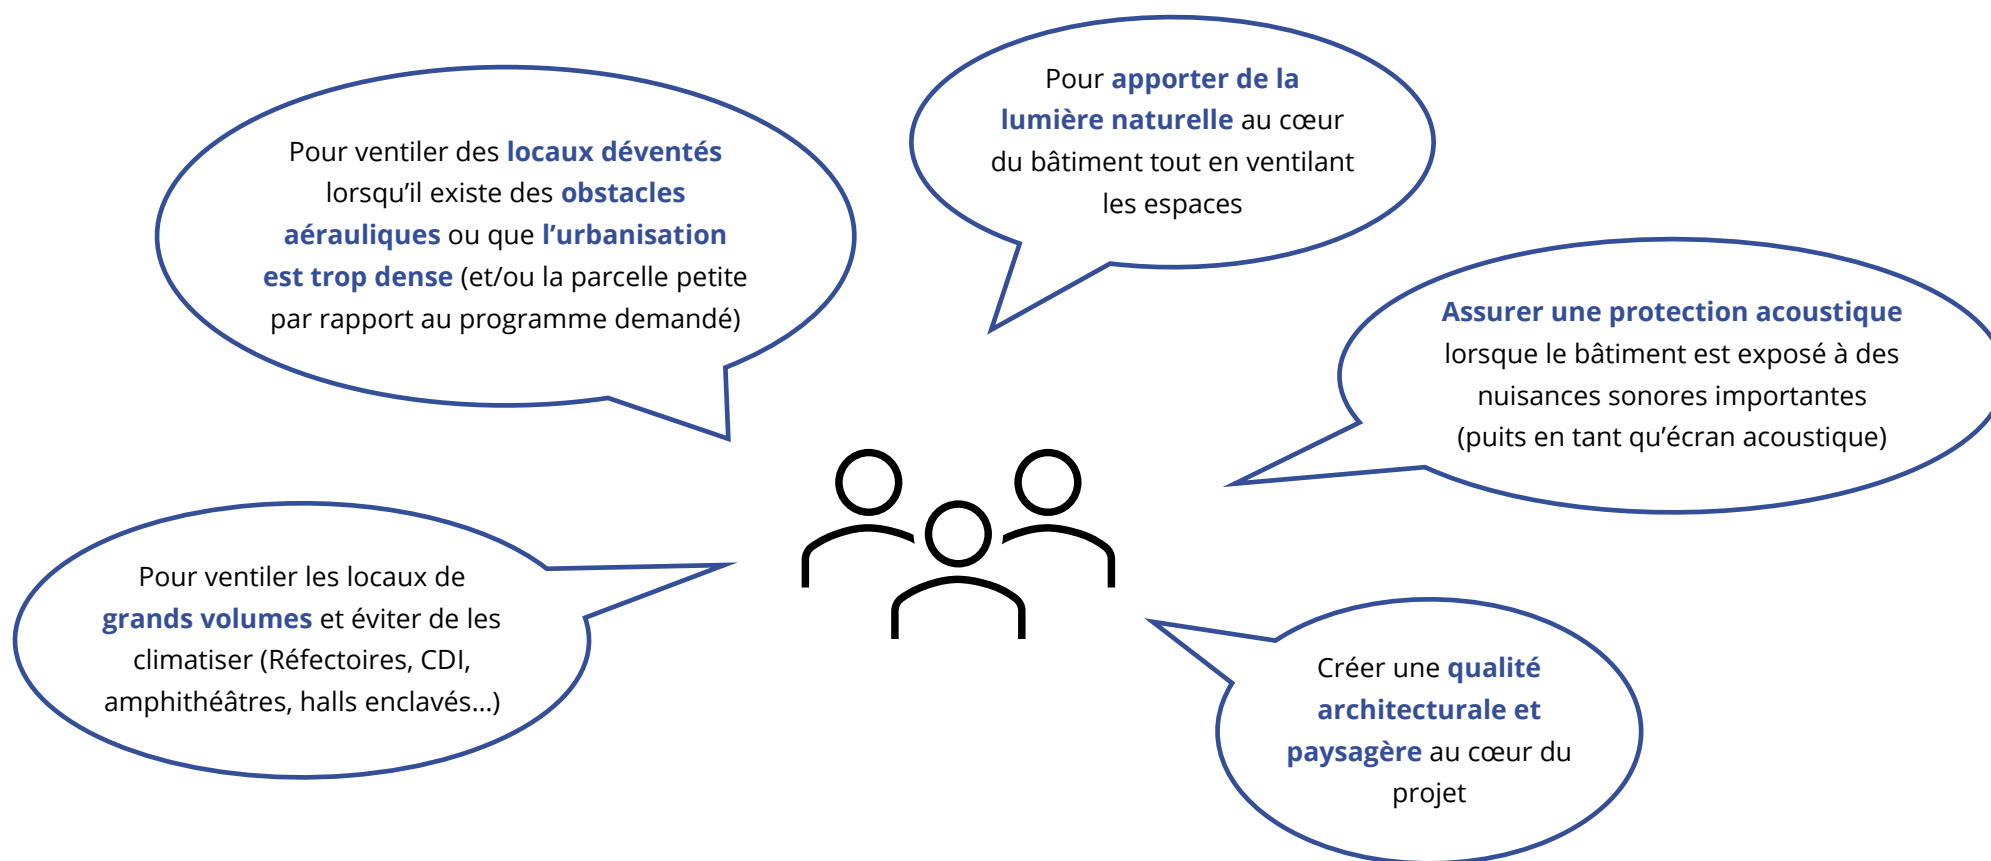 Pour ventiler des locaux déventés
lorsqu’il existe des obstacles
aérauliques ou que l’urbanisation
est trop dense (et/ou la parcelle petite
par rapport au programme demandé)
Pour apporter de la
lumière naturelle au cœur
du bâtiment tout en ventilant
les espaces
Assurer une protection acoustique
lorsque le bâtiment est exposé à des
nuisances sonores importantes
(puits en tant qu’écran acoustique)
Pour ventiler les locaux de
grands volumes et éviter de les
climatiser (Réfectoires, CDI,
amphithéâtres, halls enclavés...)
Créer une qualité
architecturale et
paysagère au cœur du
projet